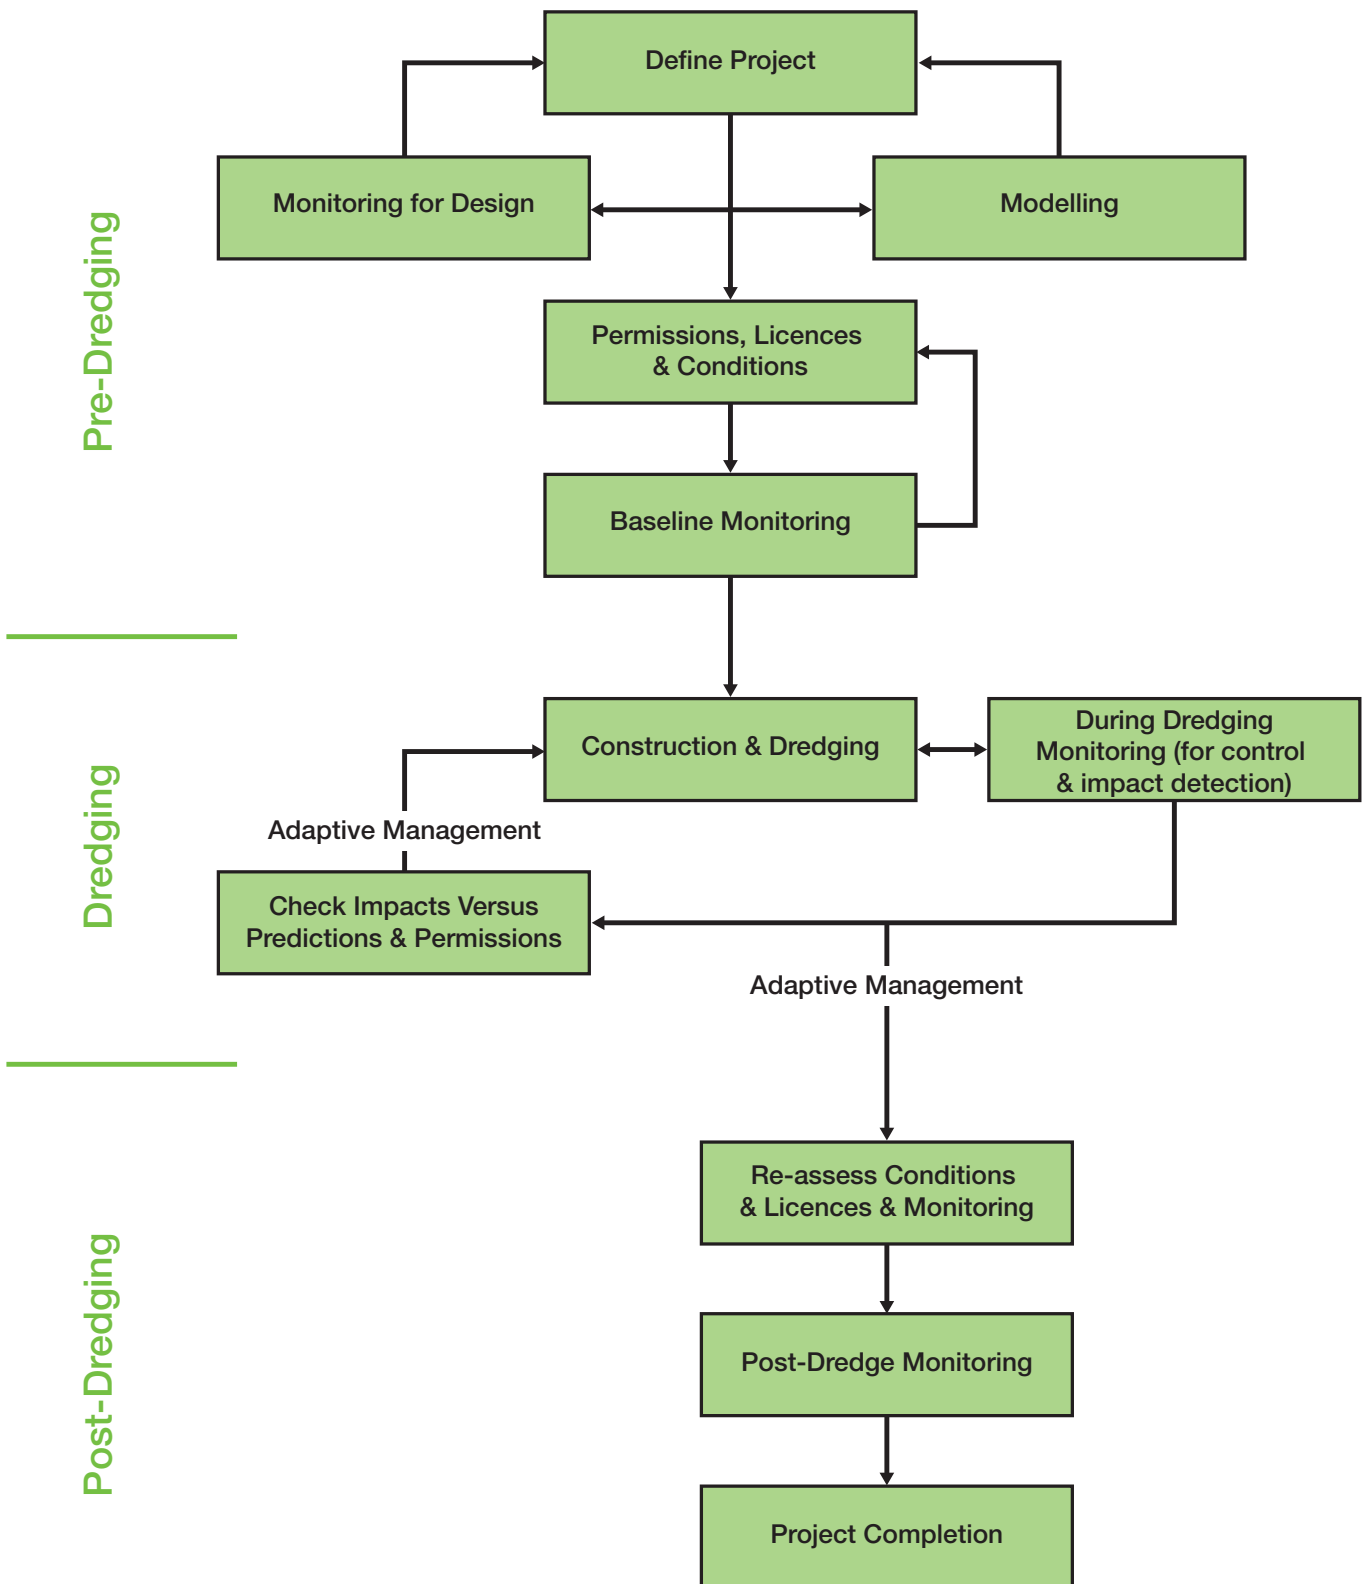 Define Project
Monitoring for Design
Modelling
Pre-Dredging
Permissions, Licences
& Conditions
Baseline Monitoring
Construction & Dredging
During Dredging
Monitoring (for control
& impact detection)
Dredging
Adaptive Management
Check Impacts Versus
Predictions & Permissions
Adaptive Management
Re-assess Conditions
& Licences & Monitoring
Post-Dredging
Post-Dredge Monitoring
Project Completion